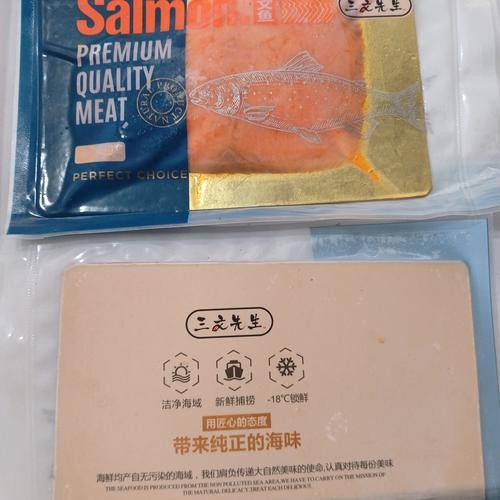 Salmon.
文鱼
三文先生
PREMIUM
QUALITY
MEAT
NATURAL PRODUCT
PERFECT CHOICE
三文先生
洁净海域
新鲜捕捞
-18℃锁鲜
用匠心的态度
带来纯正的海味
海鲜均产自无污染的海域，我们肩负传递大自然美味的使命,认真对待每份美味
THE SEAFOOD IS PRODUCED FROM THE NON POLLUTED SEA AREA,WE HAVE TO CARRY ON THE MISSION OF
THE MATURAL DELICACY,TREAT EACH DELICIOUS.